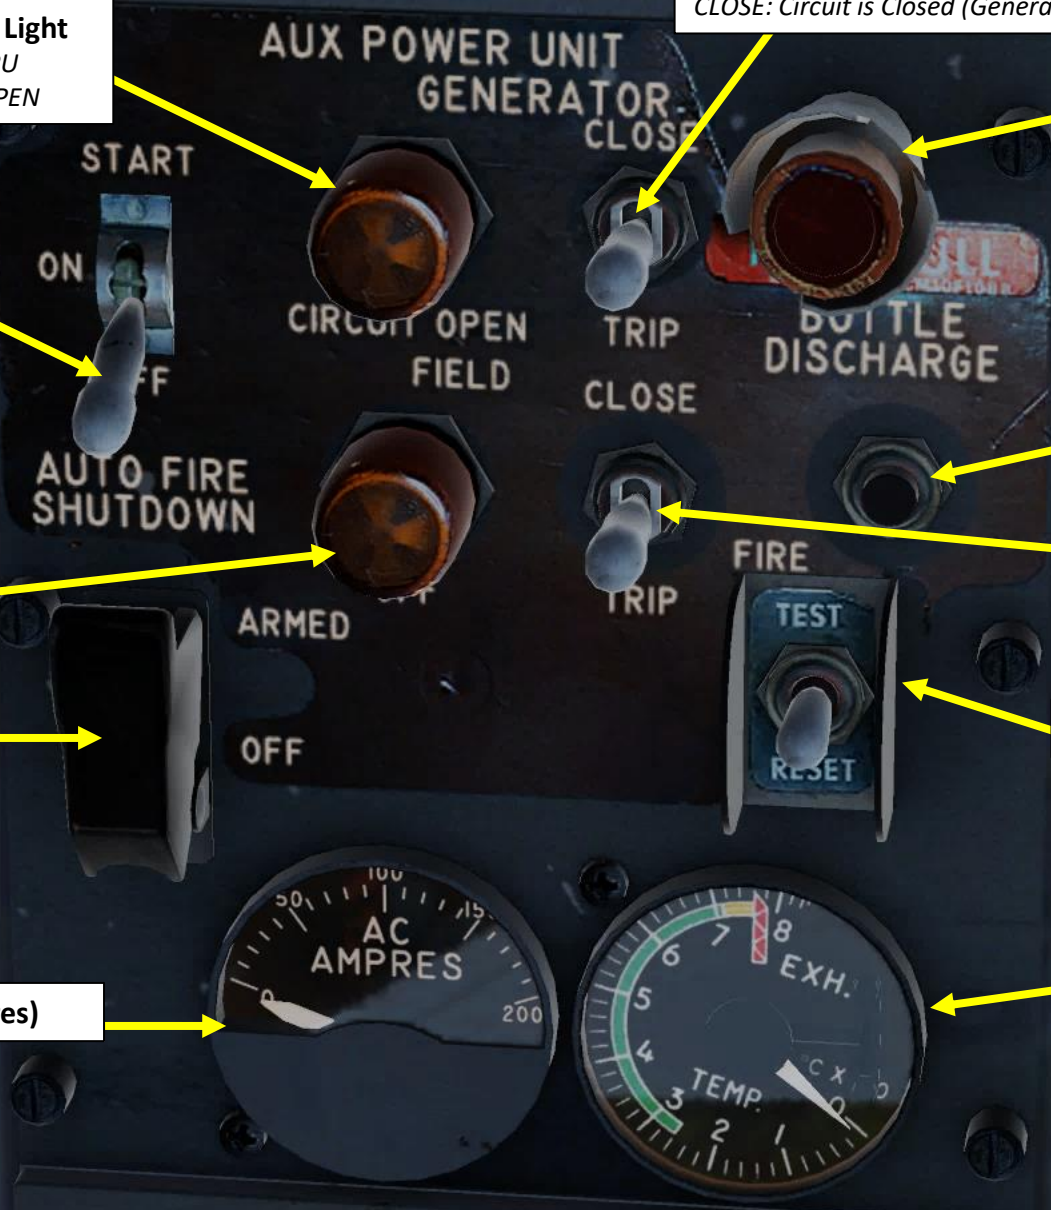 Light
CLOSE: Circuit is Closed
AUX POWER UNIT
GENERATOR
CLOSE
START
ON
CIRCUIT OPEN
TRIP
BOTTLE
DISCHARGE
FIELD
CLOSE
AUTO FIRE
SHUTDOWN
TRIP
FIRE
TEST
RESET
ARMED
OFF
50 100
AC
AMPRES
0
200
8
7
6
5
4
3
2
1
0
EXH.
TEMP.
°C X
es)